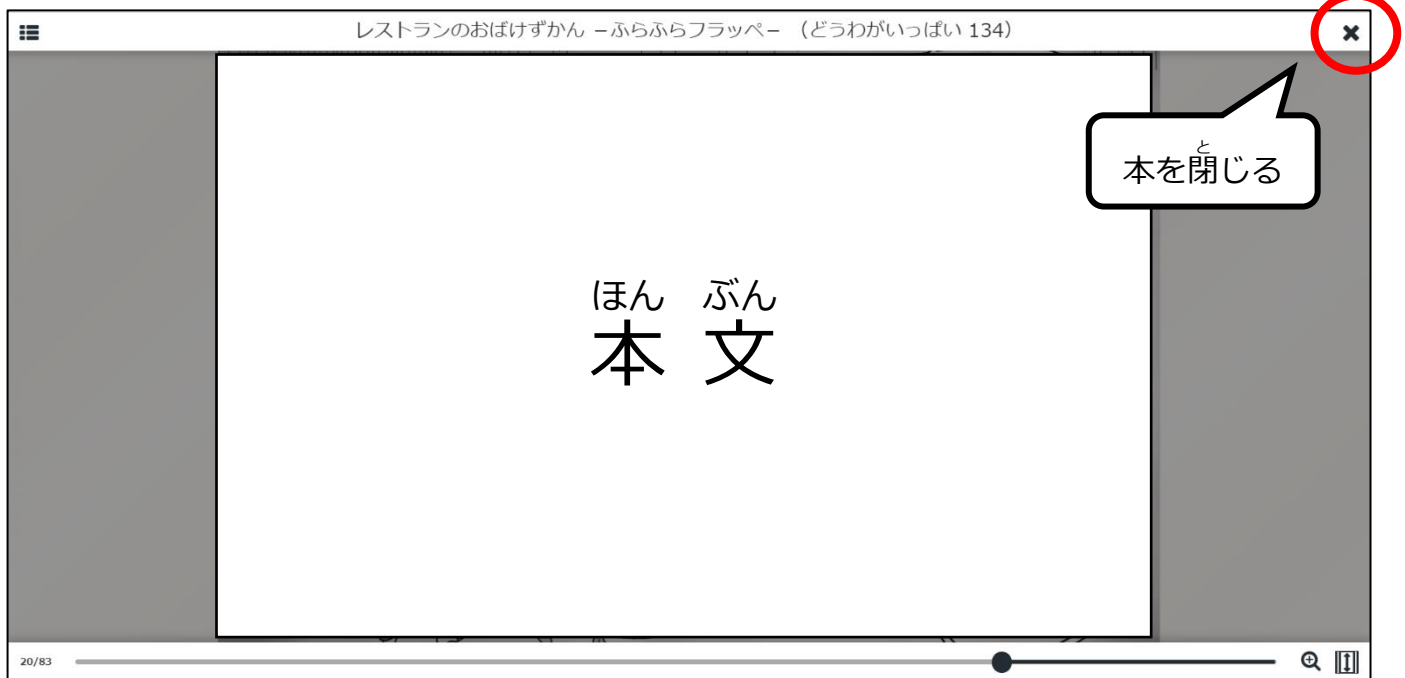 レストランのおばけずかん －ふらふらフラッペ－ （どうわがいっぱい 134）
と
本を閉じる
ほん ぶん
本 文
20/83